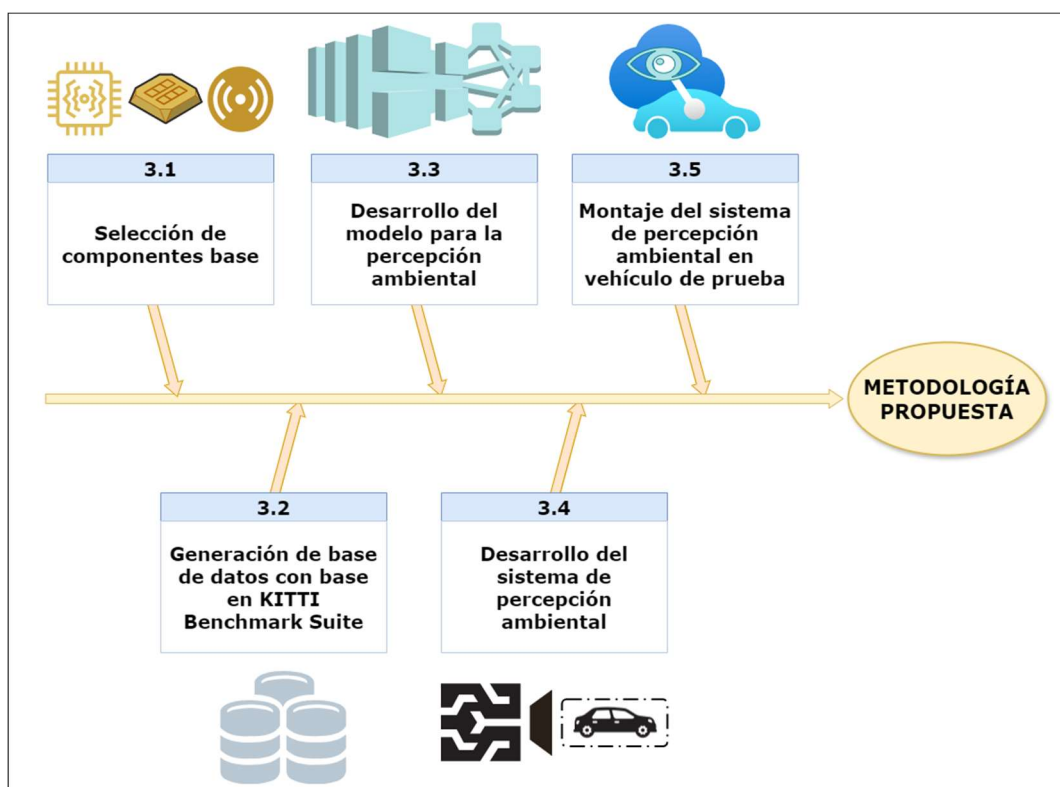 3.1
Selección de
componentes base
3.3
Desarrollo del
modelo para la
percepción
ambiental
3.5
Montaje del sistema
de percepción
ambiental en
vehículo de prueba
METODOLOGÍA
PROPUESTA
3.2
Generación de base
de datos con base
en KITTI
Benchmark Suite
3.4
Desarrollo del
sistema de
percepción
ambiental